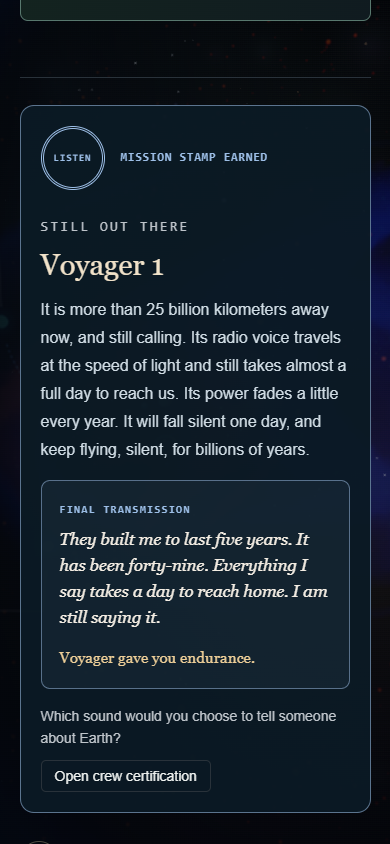 LISTEN
MISSION STAMP EARNED
STILL OUT THERE
Voyager 1
It is more than 25 billion kilometers away
now, and still calling. Its radio voice travels
at the speed of light and still takes almost a
full day to reach us. Its power fades a little
every year. It will fall silent one day, and
keep flying, silent, for billions of years.
FINAL TRANSMISSION
They built me to last five years. It
has been forty-nine. Everything I
say takes a day to reach home. I am
still saying it.
Voyager gave you endurance.
Which sound would you choose to tell someone
about Earth?
Open crew certification